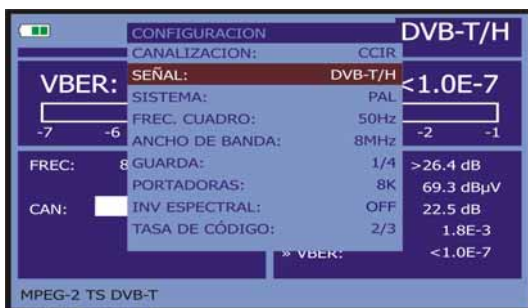 CONFIGURACION
DVB-T/H
CANALIZACION: CCIR
SEÑAL: DVB-T/H
VBER: <1.0E-7
SISTEMA: PAL
FREC. CUADRO: 50Hz
-7 -6 -2 -1
ANCHO DE BANDA: 8MHz
FREC: 8 GUARDA: 1/4 >26.4 dB
PORTADORAS: 8K 69.3 dBµV
CAN: INV ESPECTRAL: OFF 22.5 dB
TASA DE CÓDIGO: 2/3 1.8E-3
» VBER: <1.0E-7
MPEG-2 TS DVB-T